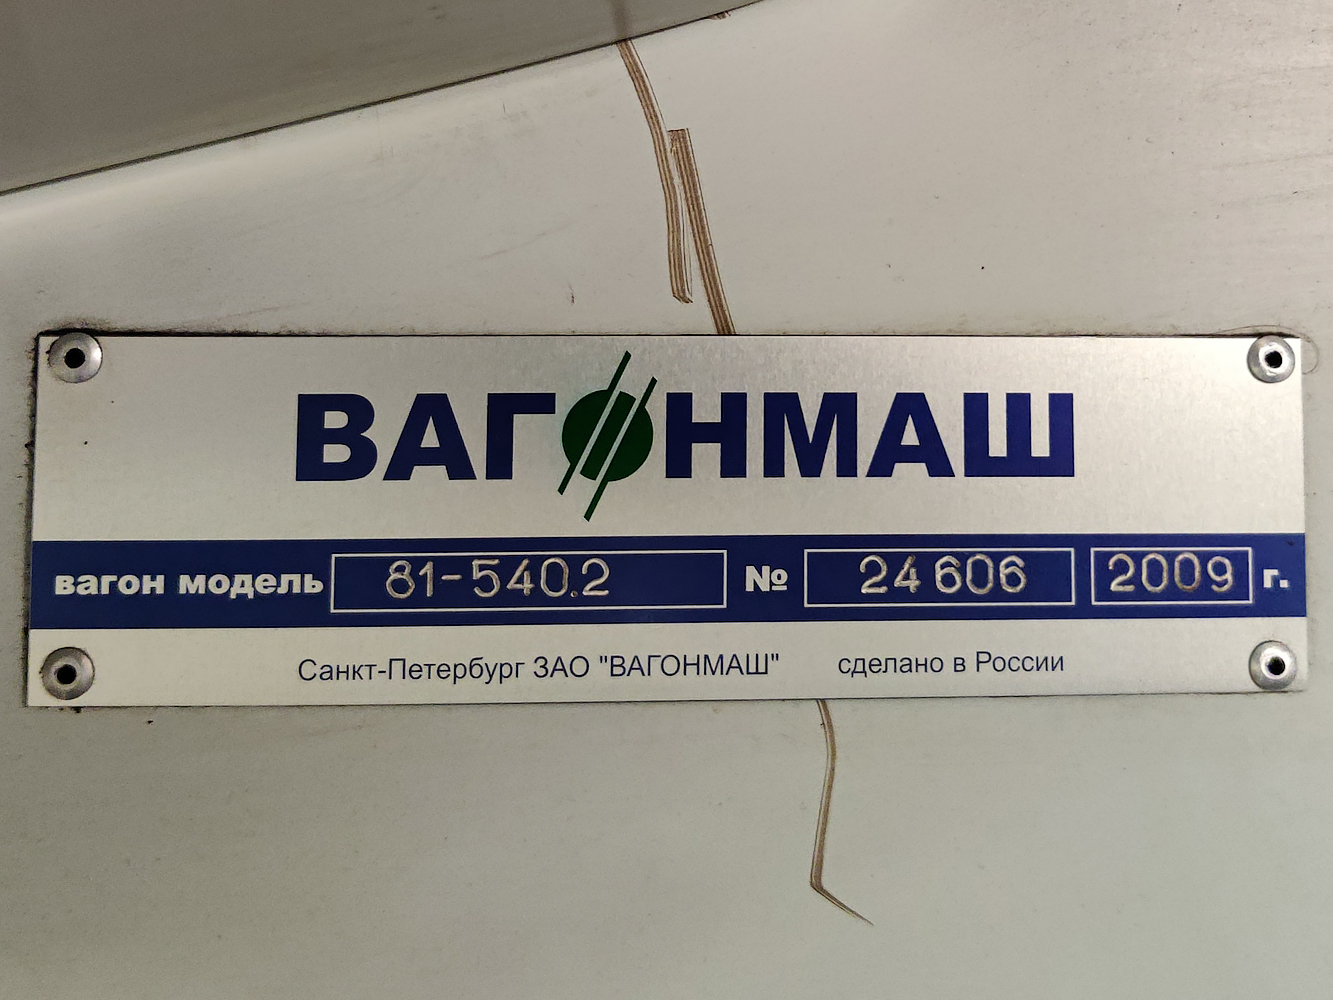 ВАГОНМАШ
вагон модель 81-540.2 № 24606 2009 г.
Санкт-Петербург ЗАО "ВАГОНМАШ" сделано в России